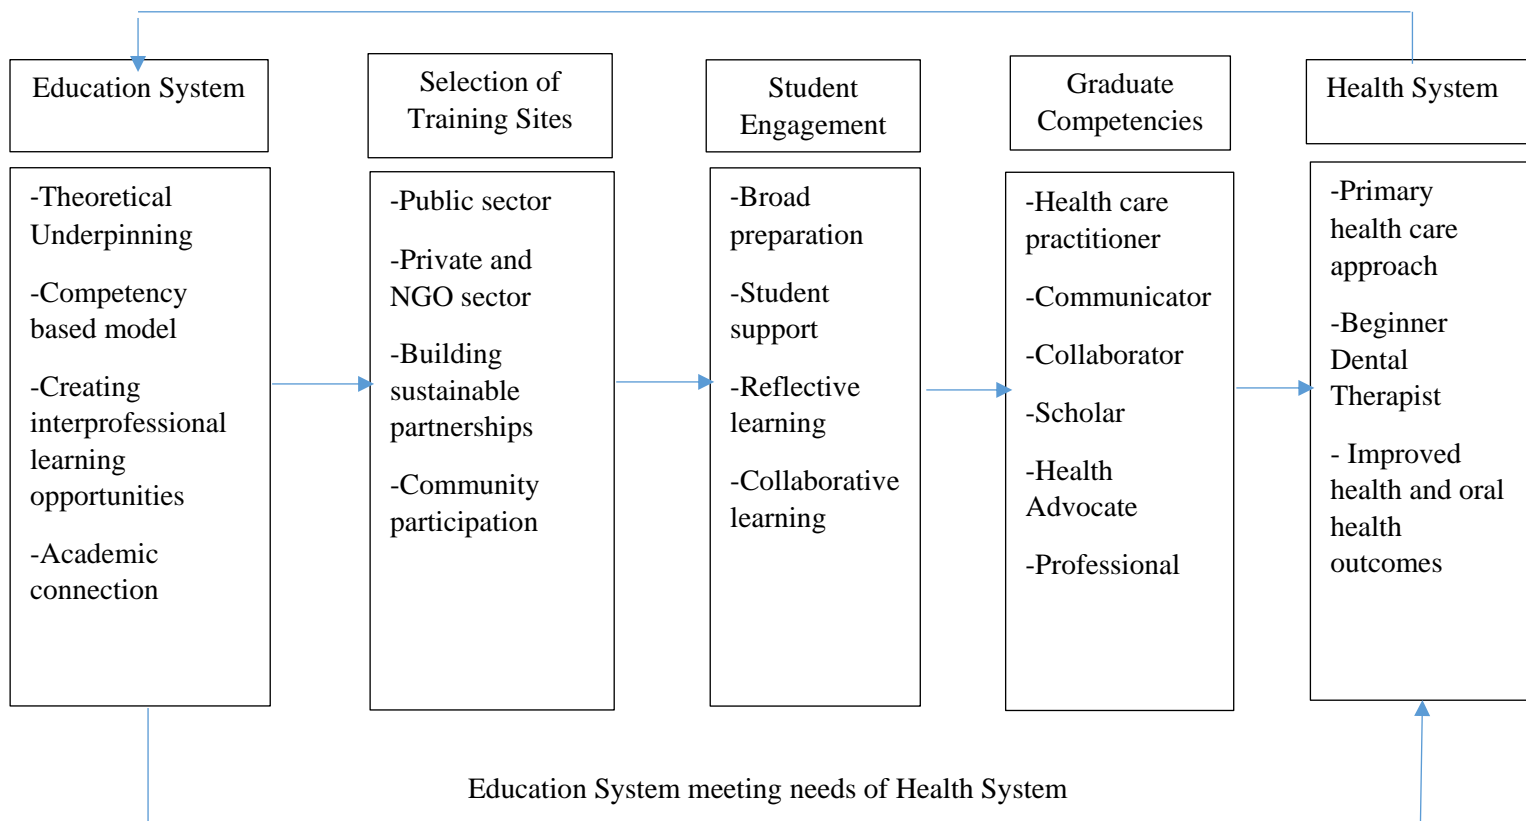 Education System
Selection of
Training Sites
Student
Engagement
Graduate
Competencies
Health System
-Theoretical
Underpinning
-Competency
based model
-Creating
interprofessional
learning
opportunities
-Academic
connection
-Public sector
-Private and
NGO sector
-Building
sustainable
partnerships
-Community
participation
-Broad
preparation
-Student
support
-Reflective
learning
-Collaborative
learning
-Health care
practitioner
-Communicator
-Collaborator
-Scholar
-Health
Advocate
-Professional
-Primary
health care
approach
-Beginner
Dental
Therapist
- Improved
health and oral
health
outcomes
Education System meeting needs of Health System